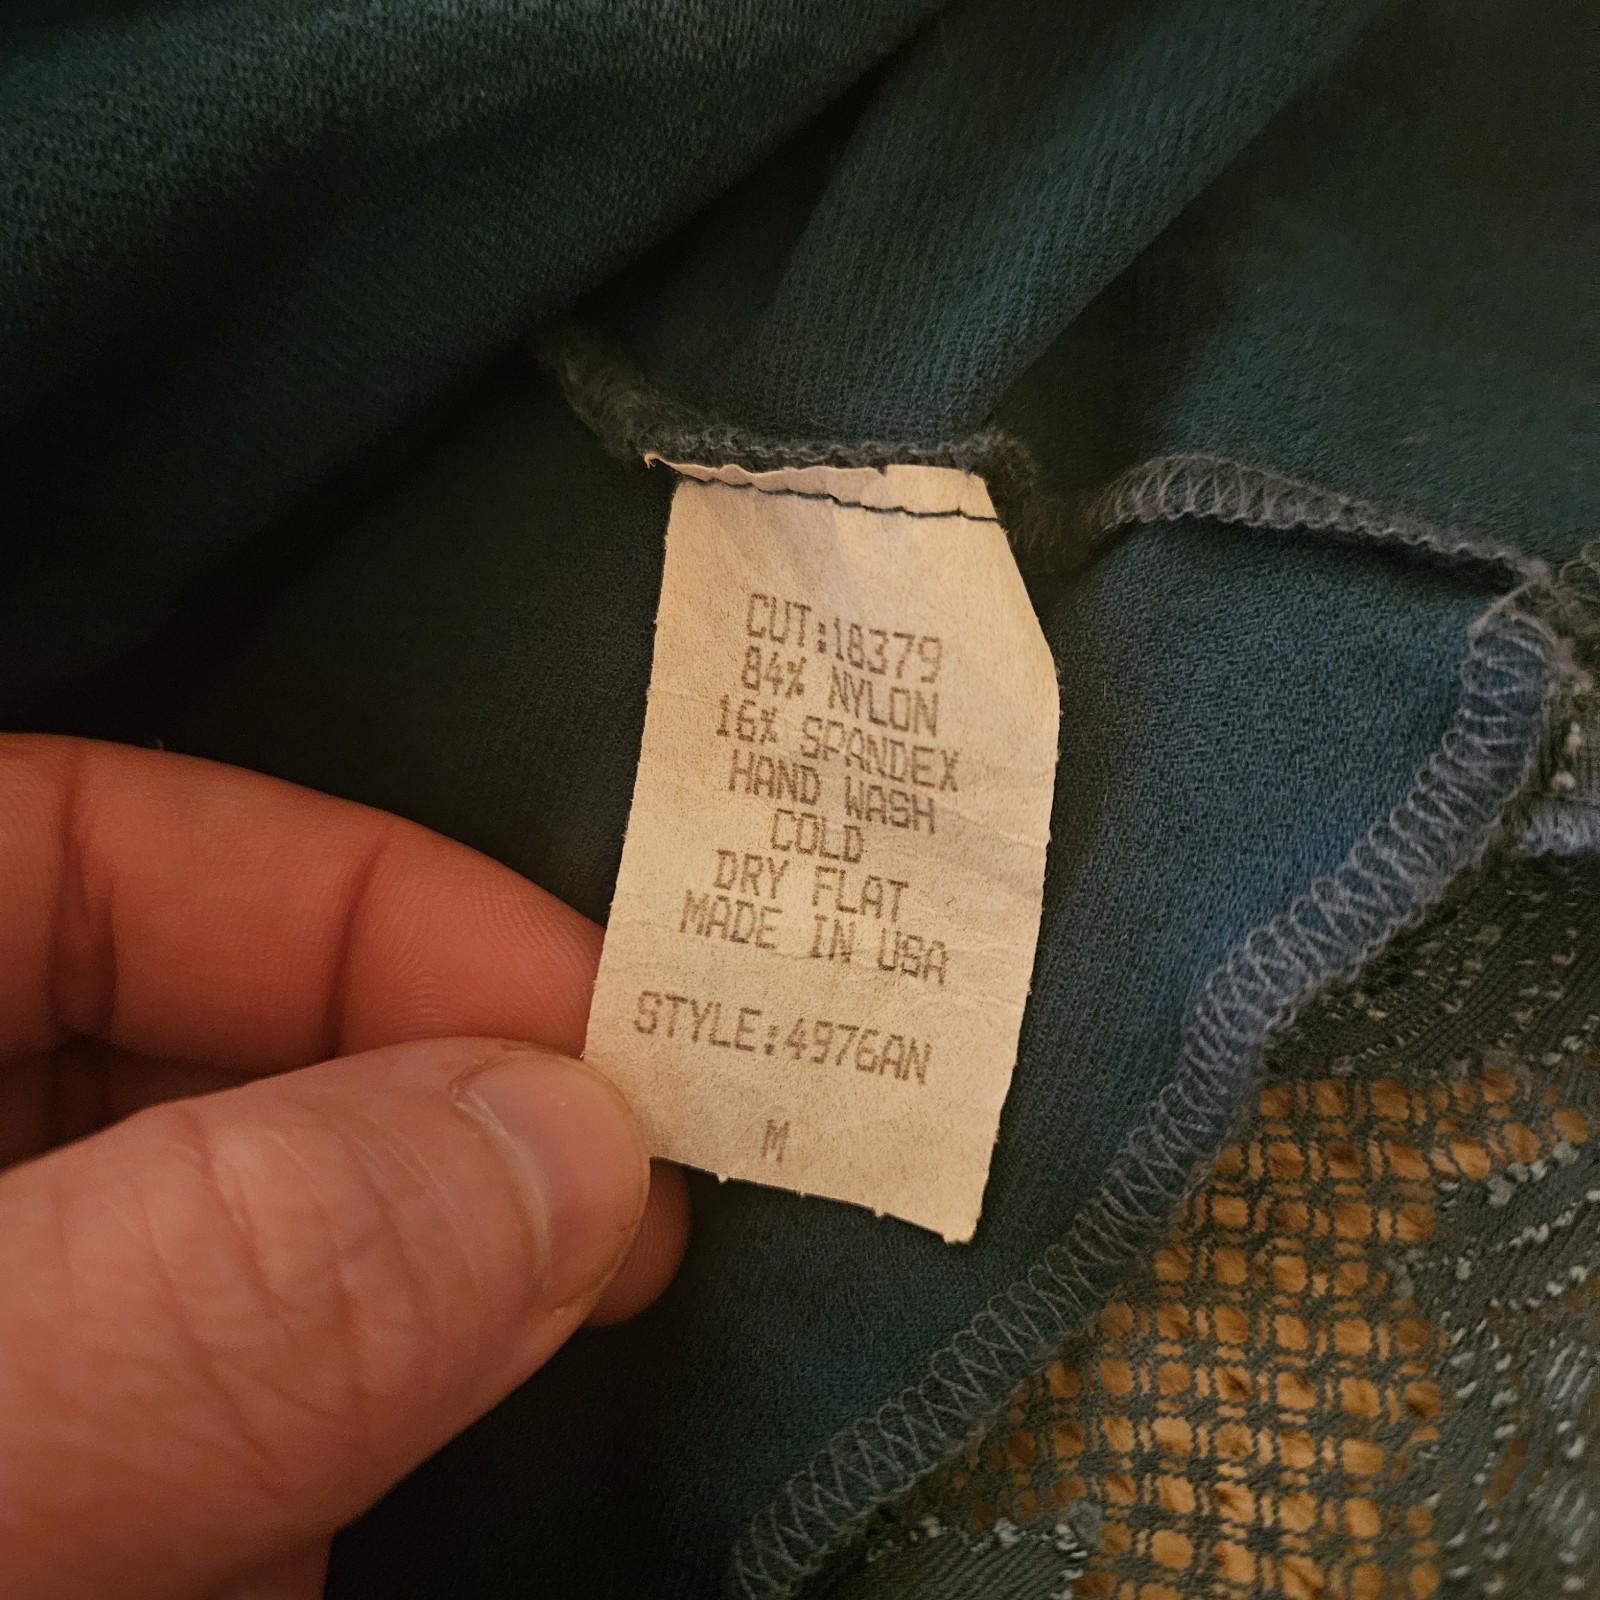 CUT:18379
84% NYLON
16% SPANDEX
HAND WASH
COLD
DRY FLAT
MADE IN USA
STYLE:4976AN
M